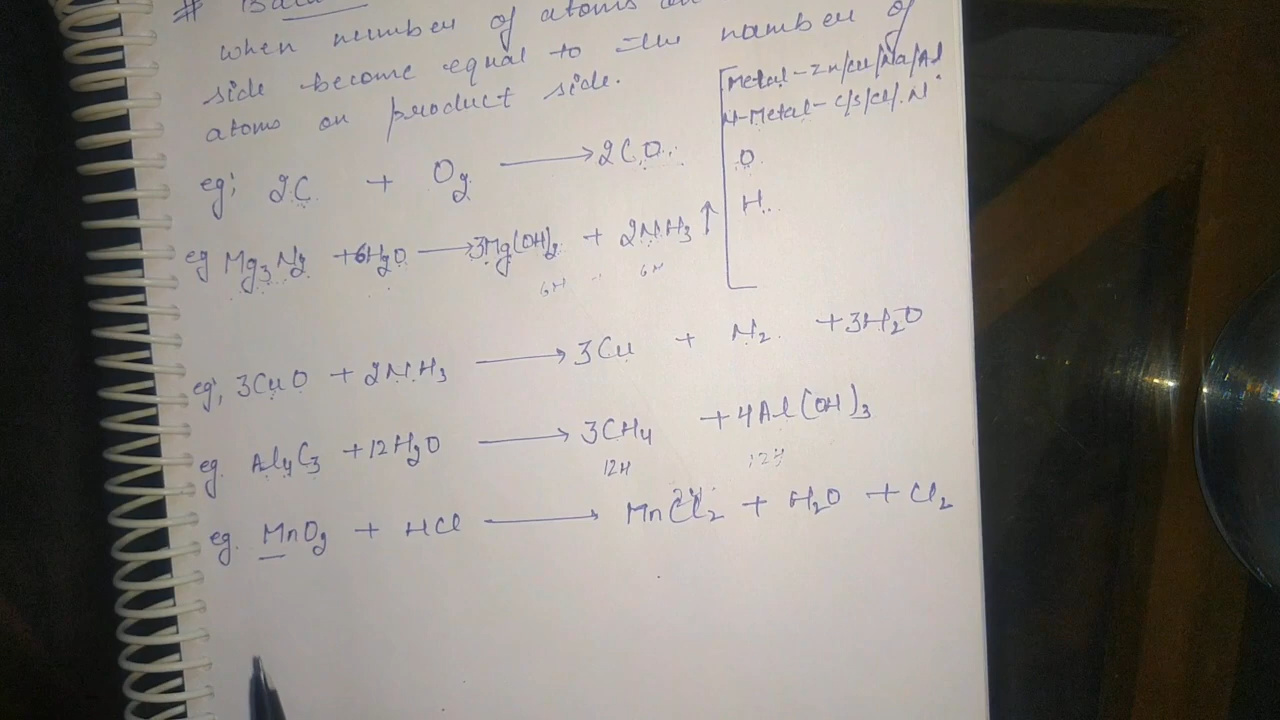 #
when number of atoms on
side become equal to the number of
atoms on product side.
Metal - Zn/Cu/Na/Al
N-Metal - C/S/Cl/N
O
H
eg; 2C + O2 ⟶ 2CO
eg Mg3N2 + 6H2O ⟶ 3Mg(OH)2 + 2NH3 ↑
6H 6H
eg; 3CuO + 2NH3 ⟶ 3Cu + N2 + 3H2O
eg. Al4C3 + 12H2O ⟶ 3CH4 + 4Al(OH)3
12H 12H
eg. MnO2 + HCl ⟶ MnCl2 + H2O + Cl2